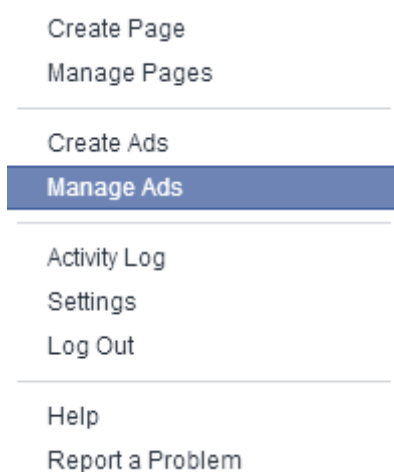 Create Page
Manage Pages
Create Ads
Manage Ads
Activity Log
Settings
Log Out
Help
Report a Problem